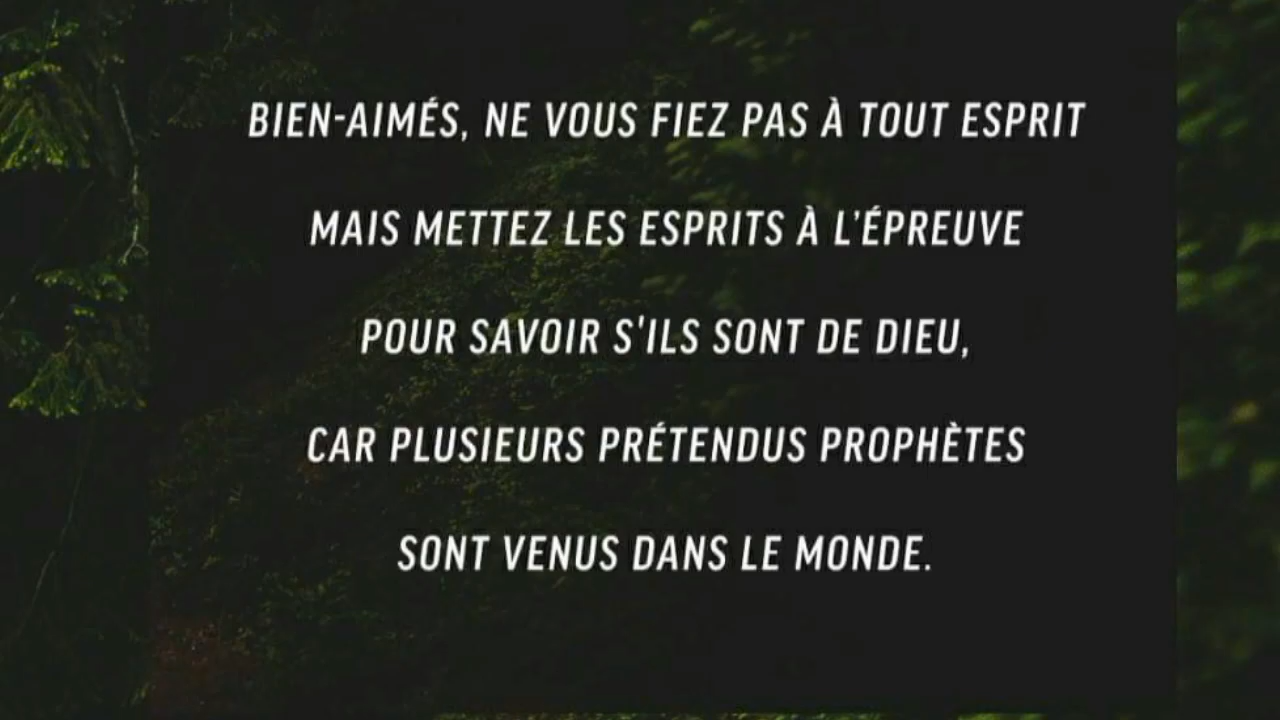 BIEN-AIMÉS, NE VOUS FIEZ PAS À TOUT ESPRIT
MAIS METTEZ LES ESPRITS À L’ÉPREUVE
POUR SAVOIR S'ILS SONT DE DIEU,
CAR PLUSIEURS PRÉTENDUS PROPHÈTES
SONT VENUS DANS LE MONDE.